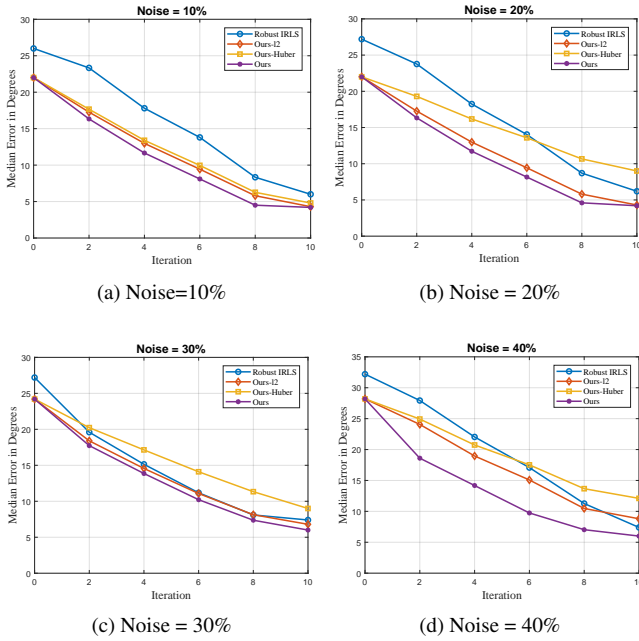 Noise = 10%
Median Error in Degrees
30
25
20
15
10
5
0
0 2 4 6 8 10
Iteration
Robust IRLS
Ours-l2
Ours-Huber
Ours
(a) Noise=10%
Noise = 20%
Median Error in Degrees
30
25
20
15
10
5
0
0 2 4 6 8 10
Iteration
Robust IRLS
Ours-l2
Ours-Huber
Ours
(b) Noise = 20%
Noise = 30%
Median Error in Degrees
30
25
20
15
10
5
0
0 2 4 6 8 10
Iteration
Robust IRLS
Ours-l2
Ours-Huber
Ours
(c) Noise = 30%
Noise = 40%
Median Error in Degrees
35
30
25
20
15
10
5
0
0 2 4 6 8 10
Iteration
Robust IRLS
Ours-l2
Ours-Huber
Ours
(d) Noise = 40%